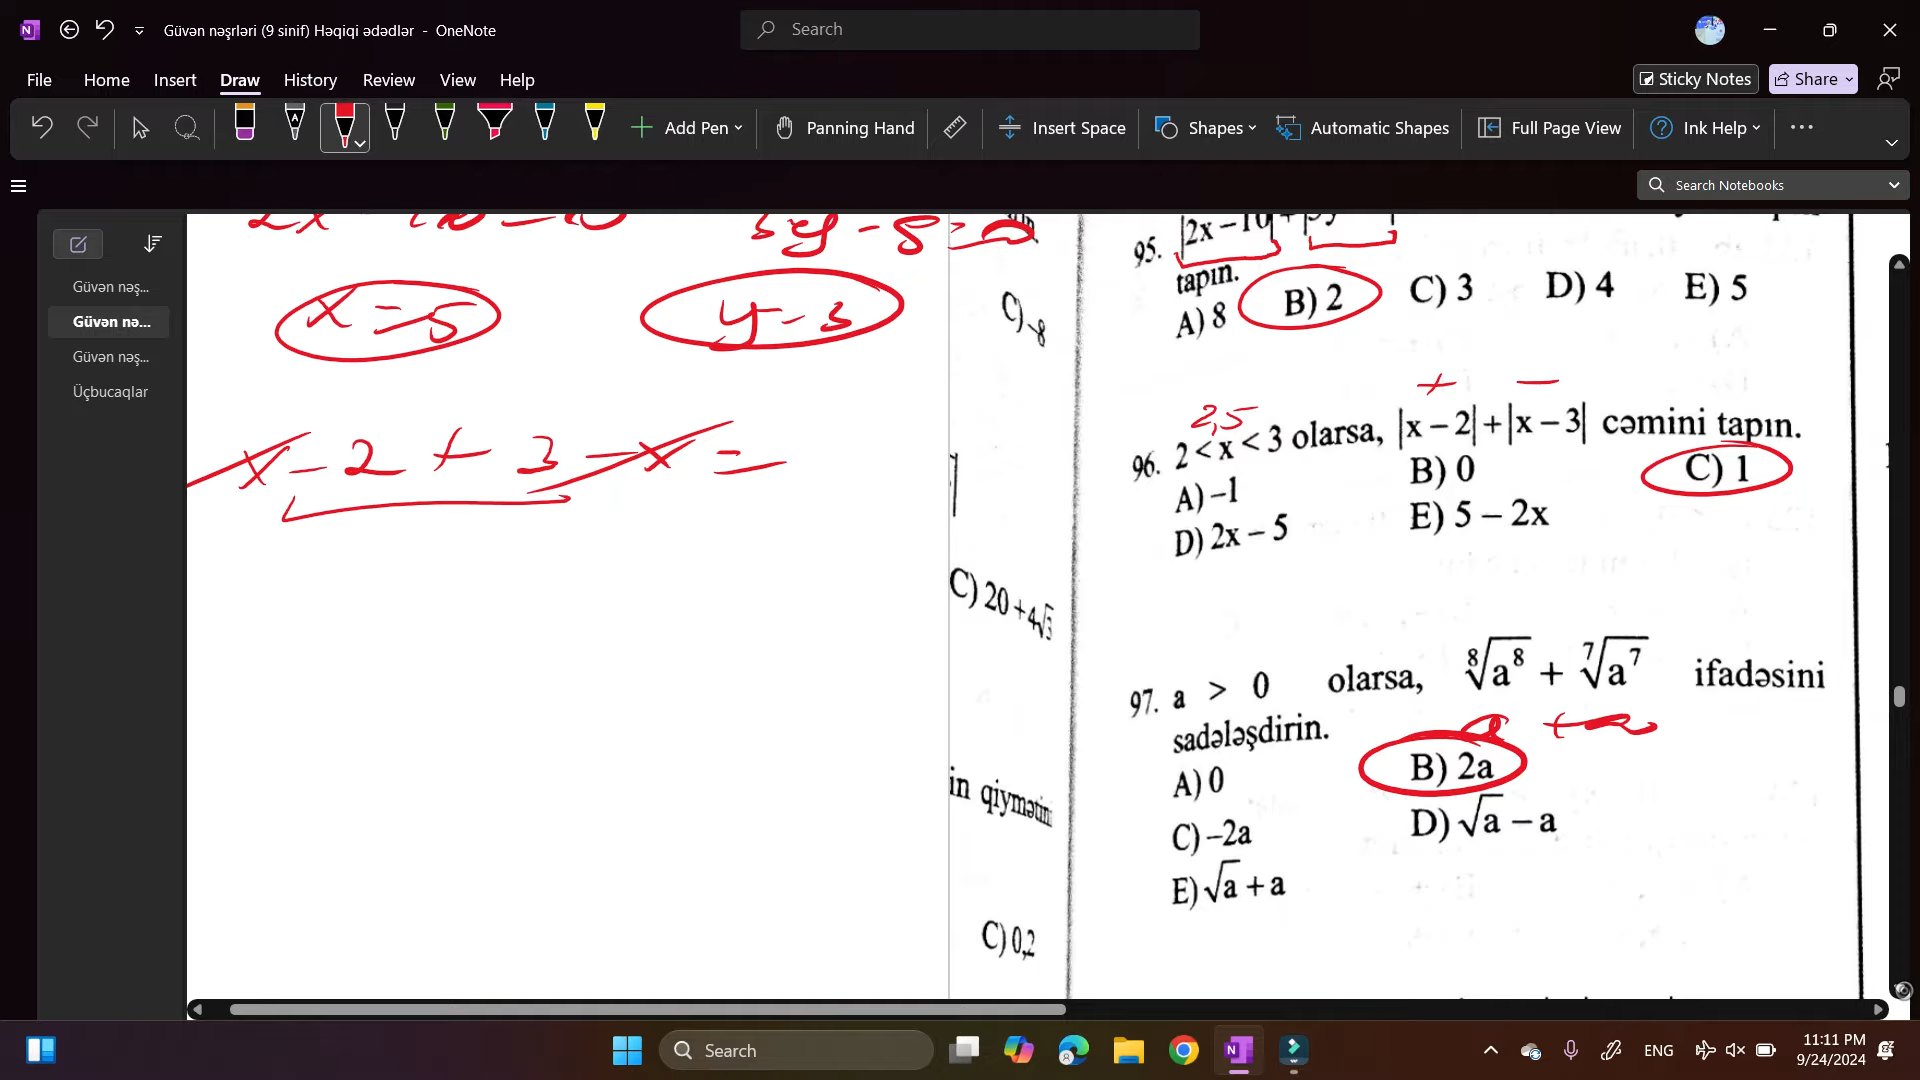 Güvən nəşrləri (9 sinif) Həqiqi ədədlər - OneNote
Search
File Home Insert Draw History Review View Help
Sticky Notes Share
Add Pen Panning Hand Insert Space Shapes Automatic Shapes Full Page View Ink Help
Search Notebooks
Güvən nəş...
Güvən nə...
Güvən nəş...
Üçbucaqlar
x = 5
y = 3
x - 2 + 3 - x =
C) -8
C) 20 + 4√3
in qiymətini
C) 0,2
95. |2x - 10| +
tapın.
A) 8 B) 2 C) 3 D) 4 E) 5
+ −
2,5
96. 2 < x < 3 olarsa, |x - 2| + |x - 3| cəmini tapın.
A) -1 B) 0 C) 1
D) 2x - 5 E) 5 - 2x
97. a > 0 olarsa, ⁸√a⁸ + ⁷√a⁷ ifadəsini
sadələşdirin.
a + a
A) 0 B) 2a
C) -2a D) √a - a
E) √a + a
Search
ENG
11:11 PM
9/24/2024